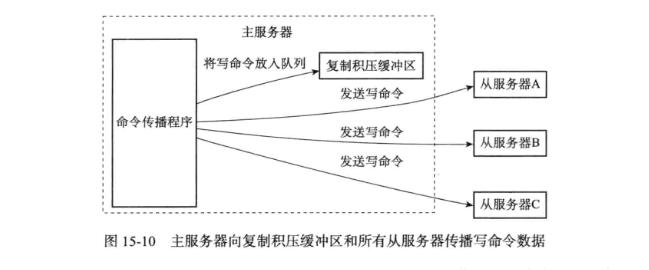 主服务器
将写命令放入队列
复制积压缓冲区
发送写命令
从服务器A
命令传播程序
发送写命令
从服务器B
发送写命令
从服务器C
图 15-10 主服务器向复制积压缓冲区和所有从服务器传播写命令数据